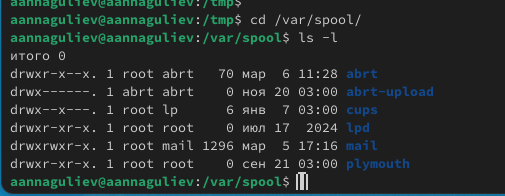 aannaguliev@aannaguliev:/tmp$
aannaguliev@aannaguliev:/tmp$ cd /var/spool/
aannaguliev@aannaguliev:/var/spool$ ls -l
итого 0
drwxr-x--x. 1 root abrt   70 мар  6 11:28 abrt
drwx------. 1 abrt abrt    0 ноя 20 03:00 abrt-upload
drwx--x---. 1 root lp      6 янв  7 03:00 cups
drwxr-xr-x. 1 root root    0 июл 17  2024 lpd
drwxrwxr-x. 1 root mail 1296 мар  5 17:16 mail
drwxr-xr-x. 1 root root    0 сен 21 03:00 plymouth
aannaguliev@aannaguliev:/var/spool$